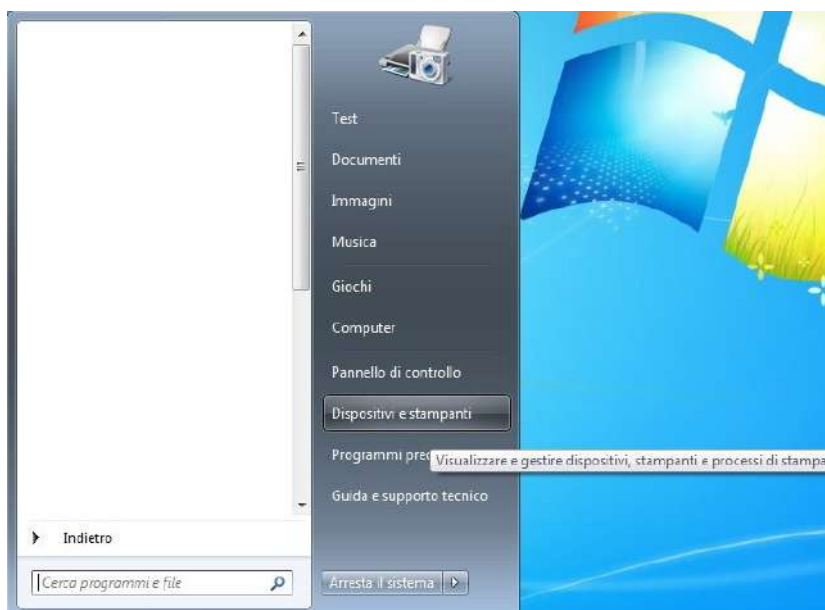 Test
Documenti
Immagini
Musica
Giochi
Computer
Pannello di controllo
Dispositivi e stampanti
Programmi
Visualizzare e gestire dispositivi, stampanti e processi di stampa
Guida e supporto tecnico
Indietro
Cerca programmi e file
Arresta il sistema